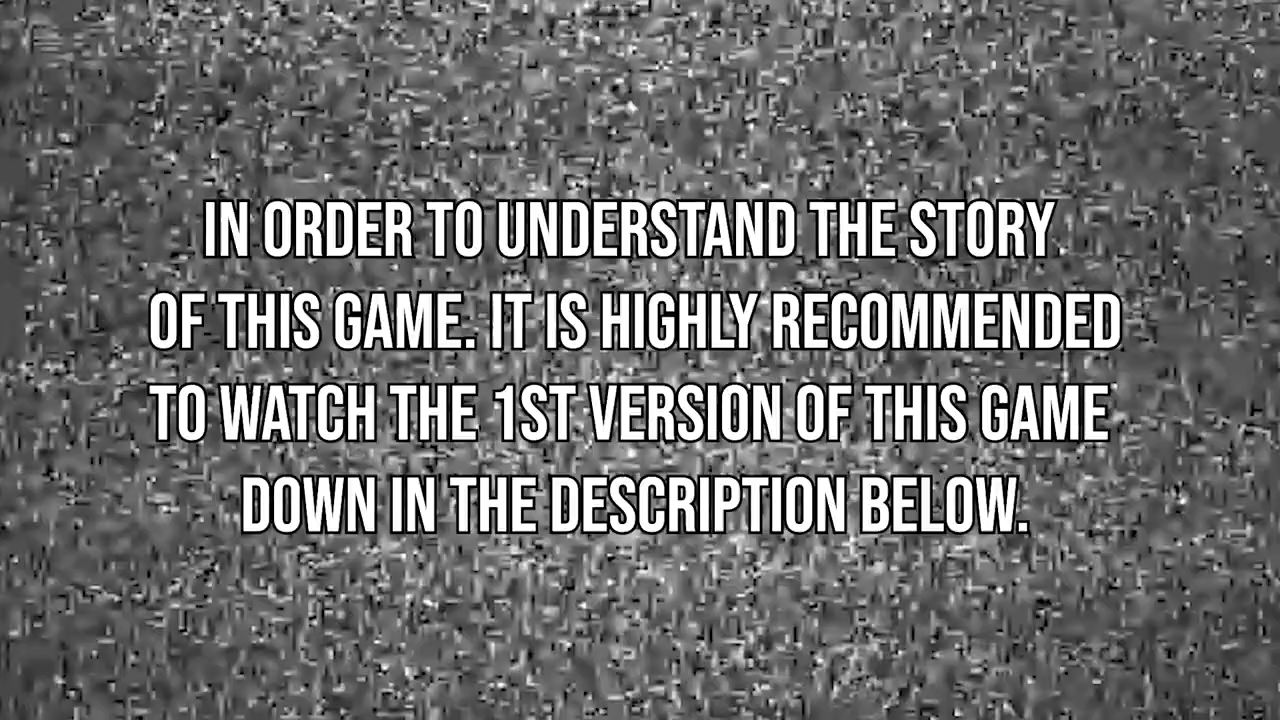 IN ORDER TO UNDERSTAND THE STORY
OF THIS GAME. IT IS HIGHLY RECOMMENDED
TO WATCH THE 1ST VERSION OF THIS GAME
DOWN IN THE DESCRIPTION BELOW.